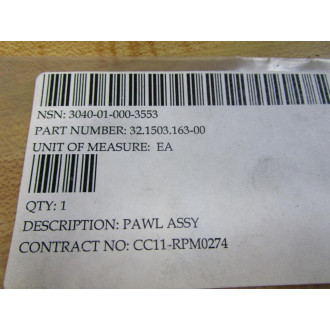 NSN: 3040-01-000-3553
PART NUMBER: 32.1503.163-00
UNIT OF MEASURE: EA
QTY: 1
DESCRIPTION: PAWL ASSY
CONTRACT NO: CC11-RPM0274